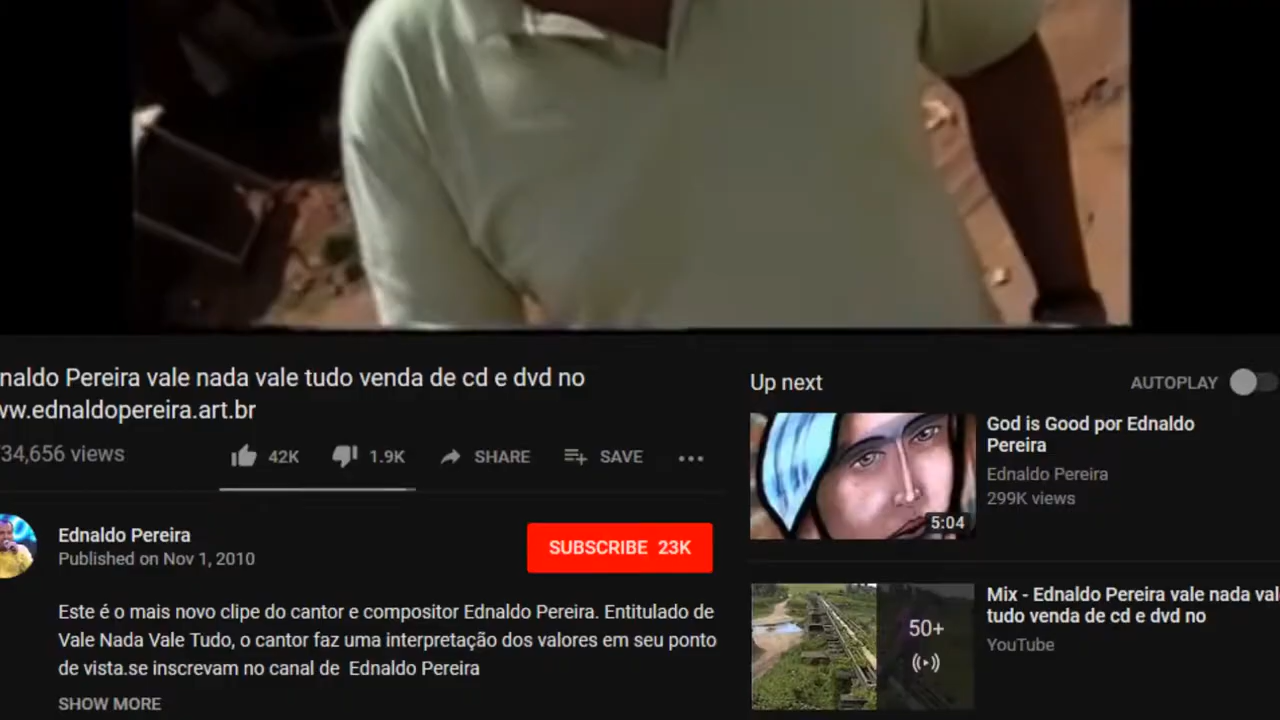 naldo Pereira vale nada vale tudo venda de cd e dvd no
ww.ednaldopereira.art.br
34,656 views
42K
1.9K
SHARE
SAVE
Ednaldo Pereira
Published on Nov 1, 2010
SUBSCRIBE 23K
Este é o mais novo clipe do cantor e compositor Ednaldo Pereira. Entitulado de
Vale Nada Vale Tudo, o cantor faz uma interpretação dos valores em seu ponto
de vista.se inscrevam no canal de Ednaldo Pereira
SHOW MORE
Up next
AUTOPLAY
5:04
God is Good por Ednaldo
Pereira
Ednaldo Pereira
299K views
50+
Mix - Ednaldo Pereira vale nada val
tudo venda de cd e dvd no
YouTube